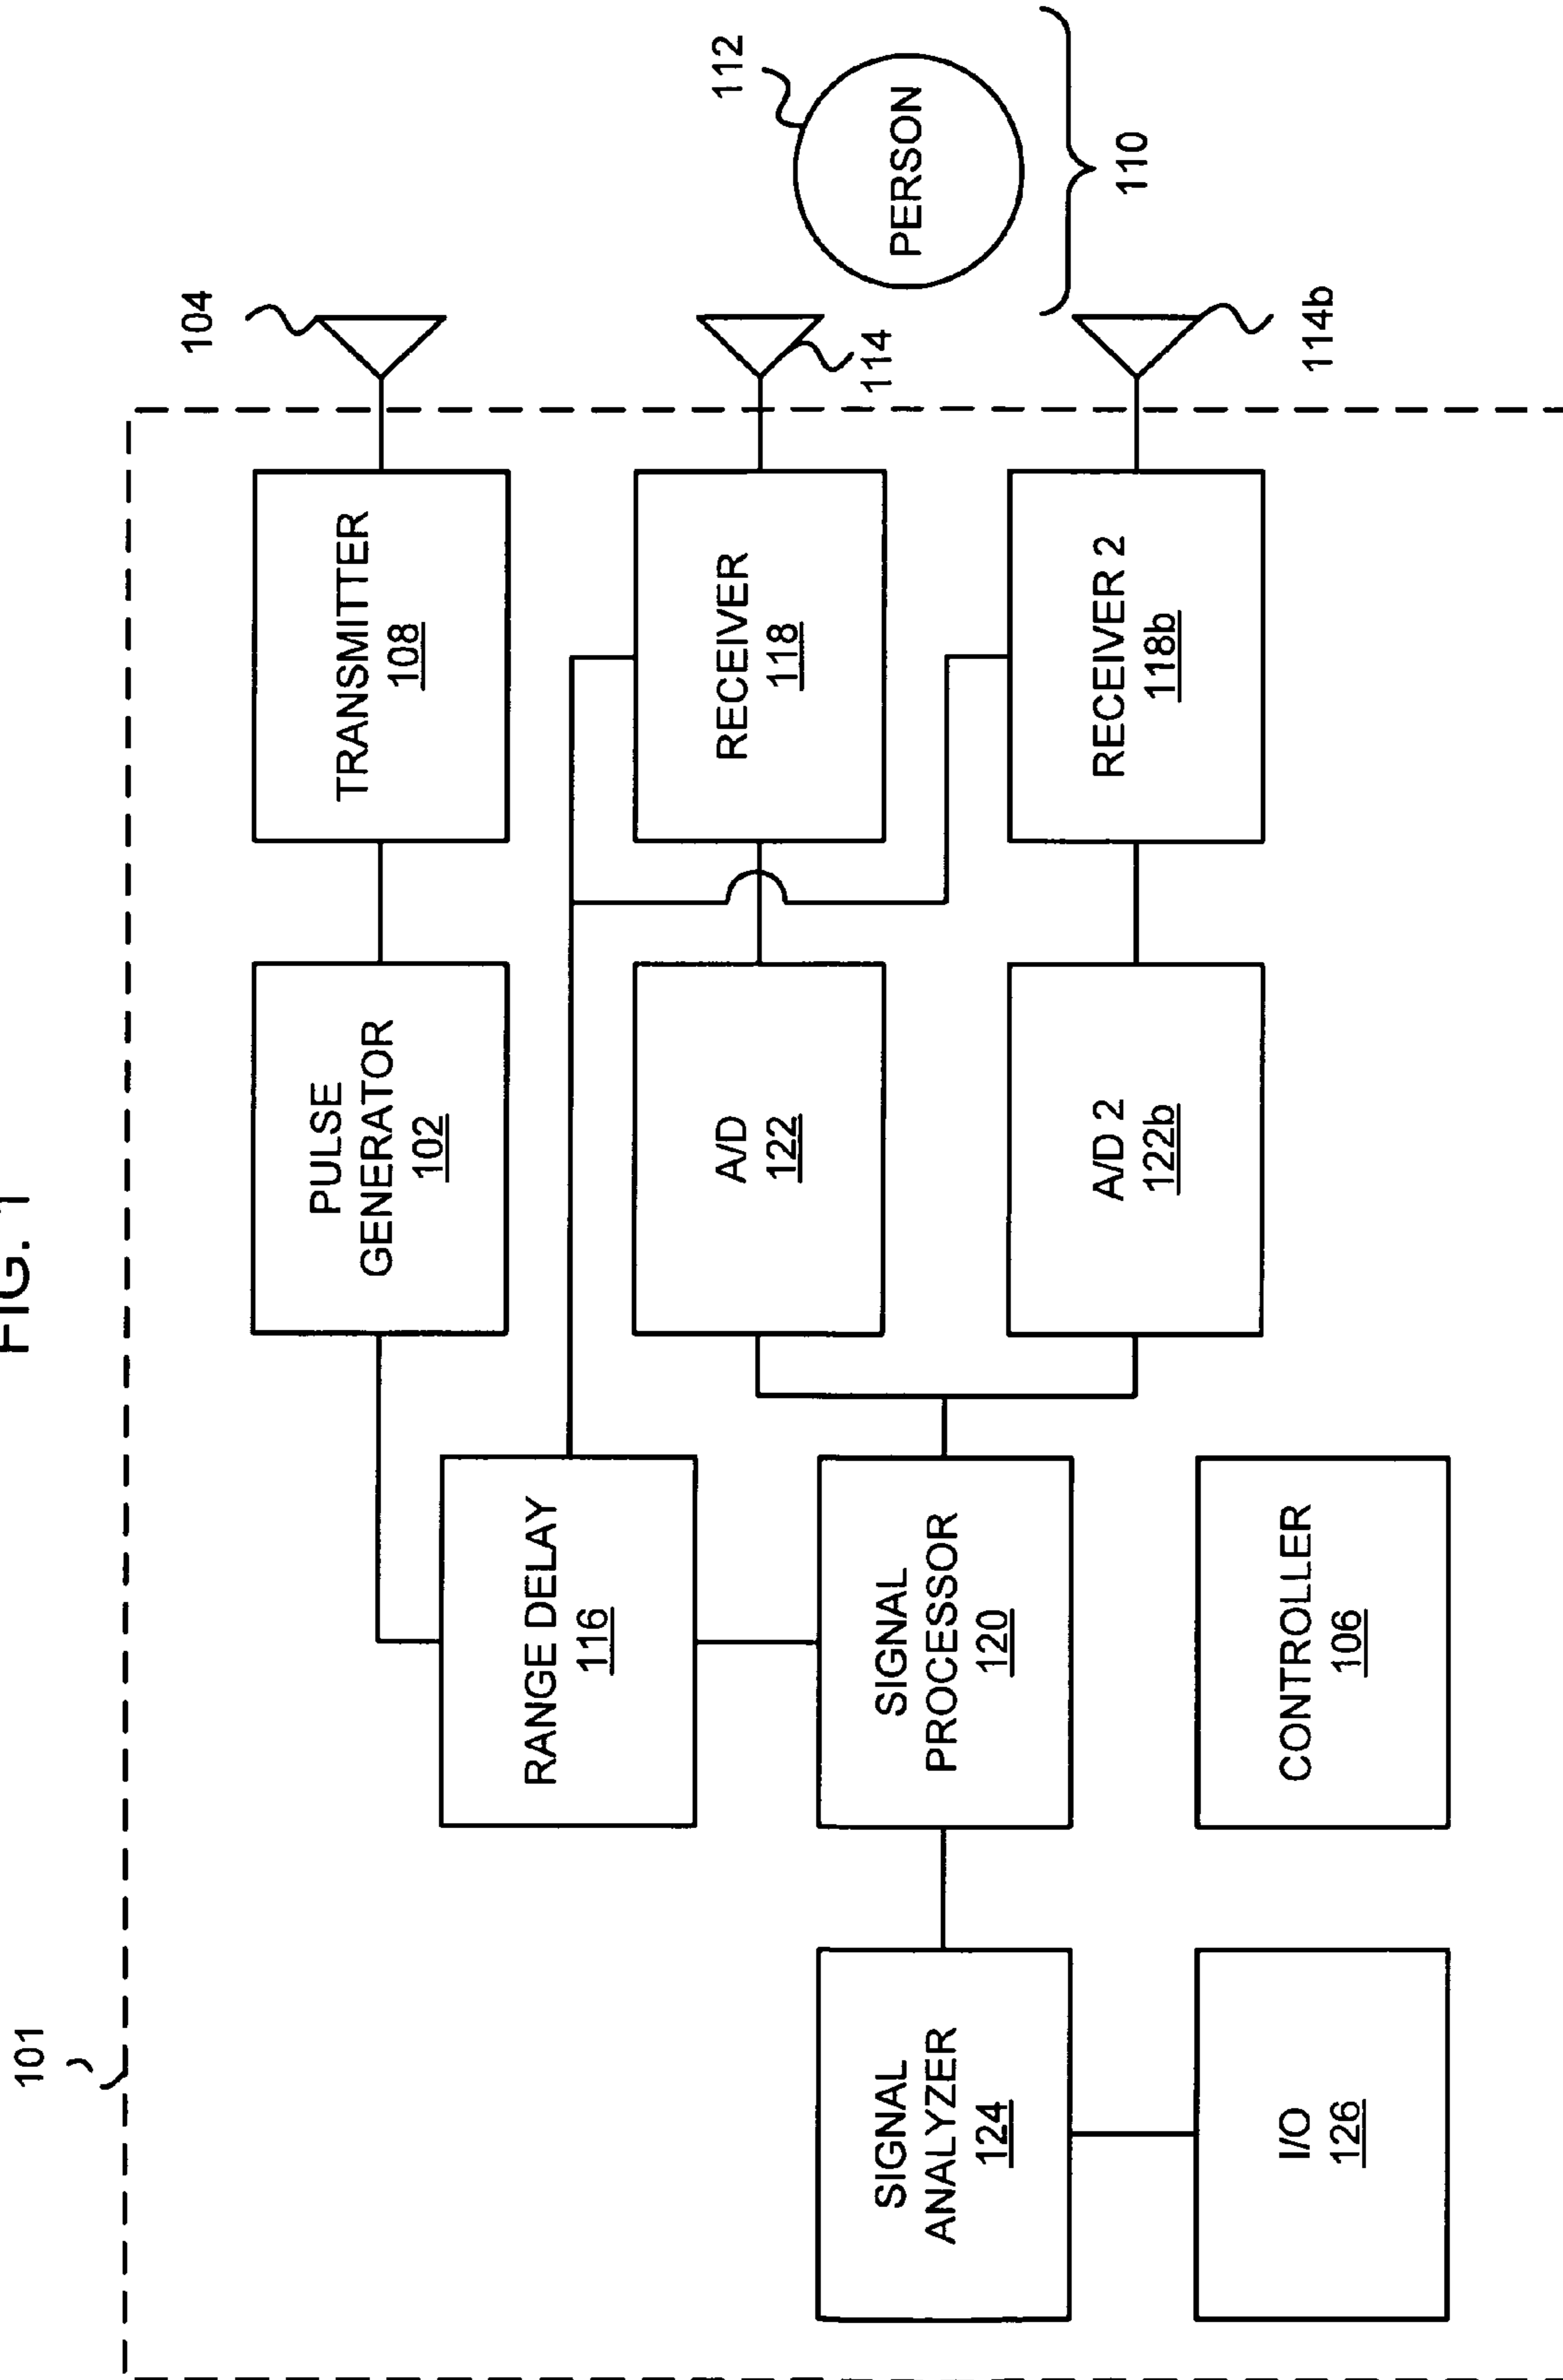 FIG. 1
101
104
TRANSMITTER
108
PULSE
GENERATOR
102
RANGE DELAY
116
112
PERSON
110
114
RECEIVER
118
A/D
122
SIGNAL
PROCESSOR
120
SIGNAL
ANALYZER
124
114b
RECEIVER 2
118b
A/D 2
122b
CONTROLLER
106
I/O
126